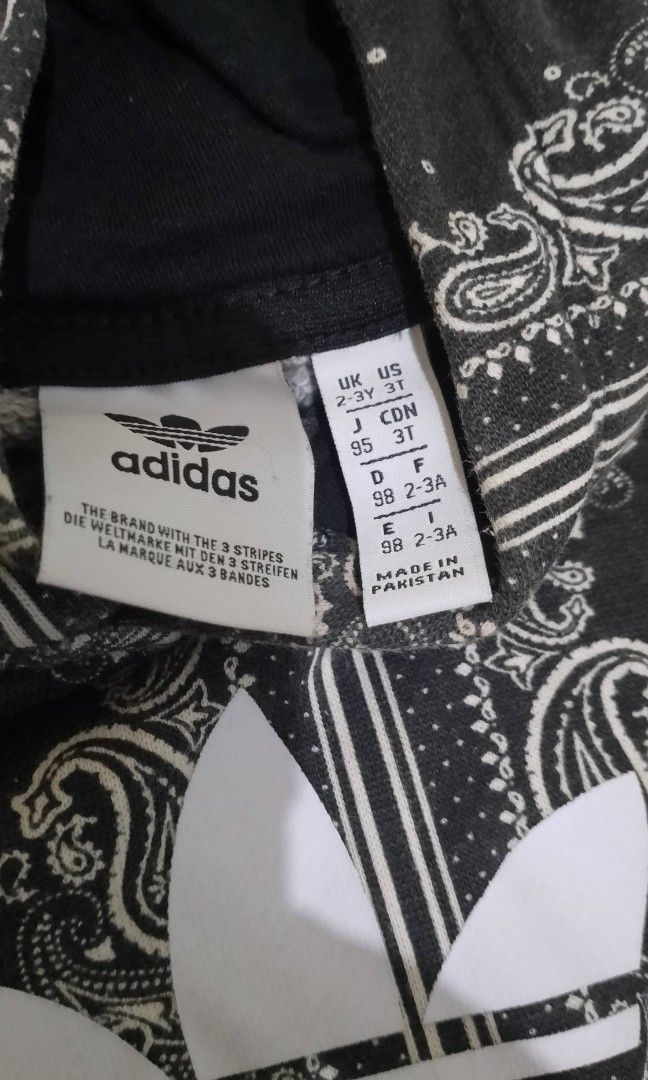 adidas
THE BRAND WITH THE 3 STRIPES
DIE WELTMARKE MIT DEN 3 STREIFEN
LA MARQUE AUX 3 BANDES
UK US
2-3Y 3T
J CDN
95 3T
D F
98 2-3A
E I
98 2-3A
MADE IN
PAKISTAN